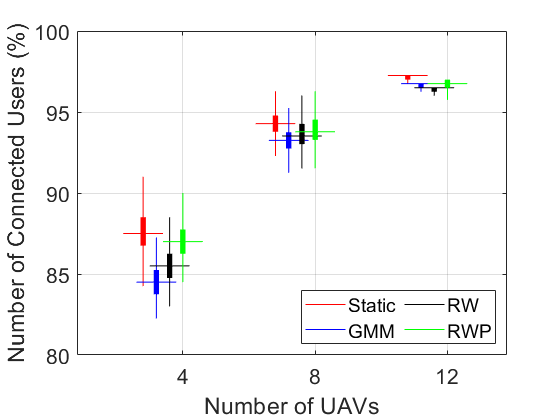 Number of Connected Users (%)
100
95
90
85
80
Static RW
GMM RWP
4 8 12
Number of UAVs